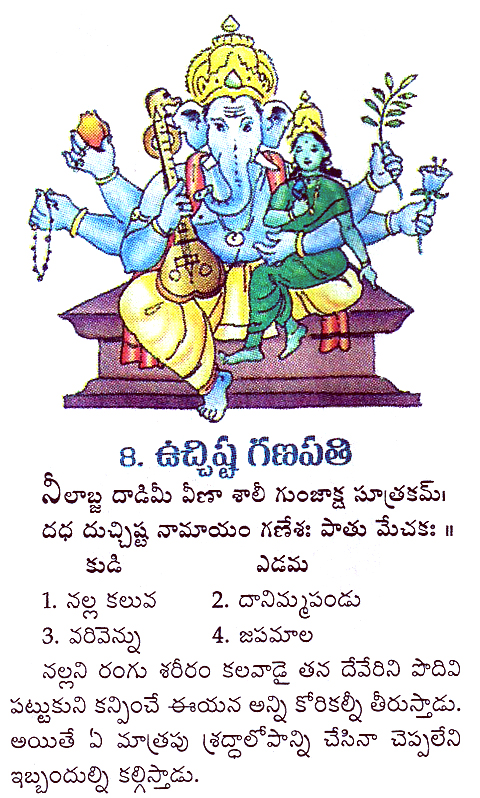 8. ఉచ్ఛిష్ట గణపతి
నీలాబ్జ దాడిమీ వీణా శాలీ గుంజాక్ష సూత్రకమ్।
దధ దుచ్ఛిష్ట నామాయం గణేశః పాతు మేచకః ॥
కుడి ఎడమ
1. నల్ల కలువ 2. దానిమ్మపండు
3. వరివెన్ను 4. జపమాల
నల్లని రంగు శరీరం కలవాడై తన దేవేరిని పొదివి
పట్టుకుని కన్పించే ఈయన అన్ని కోరికల్నీ తీరుస్తాడు.
అయితే ఏ మాత్రపు శ్రద్ధాలోపాన్ని చేసినా చెప్పలేని
ఇబ్బందుల్ని కల్గిస్తాడు.